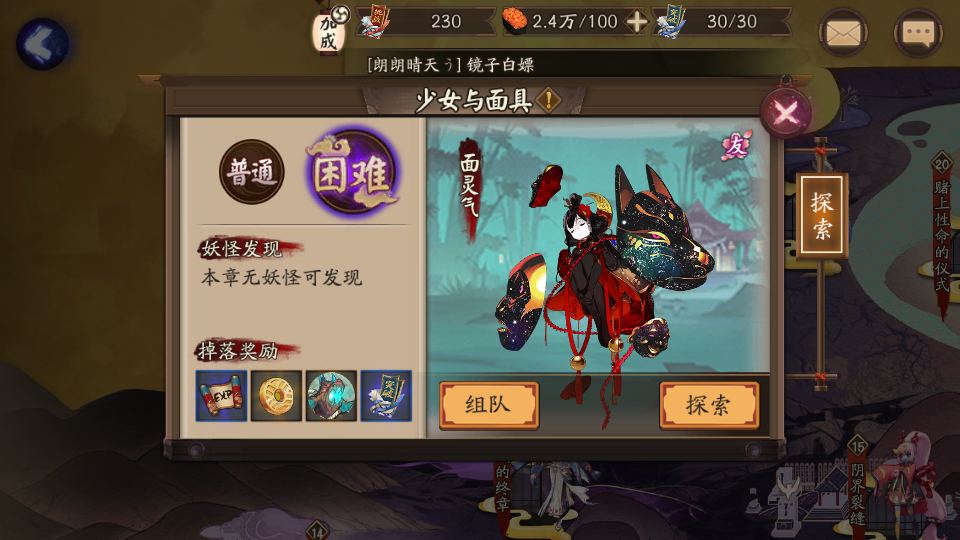 加成
230
2.4万/100
30/30
[朗朗晴天う] 镜子白嫖
少女与面具
普通
困难
妖怪发现
本章无妖怪可发现
掉落奖励
EXP
突破
面灵气
友
组队
探索
探索
20
赌上性命的仪式
的终章
15
阴界裂缝
14